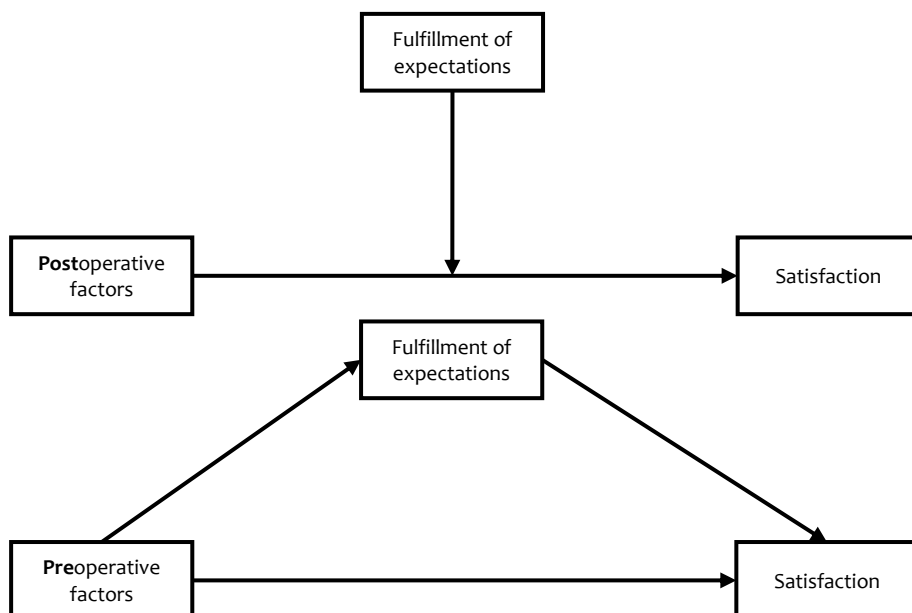 Fulfillment of
expectations
Postoperative
factors
Satisfaction
Fulfillment of
expectations
Preoperative
factors
Satisfaction